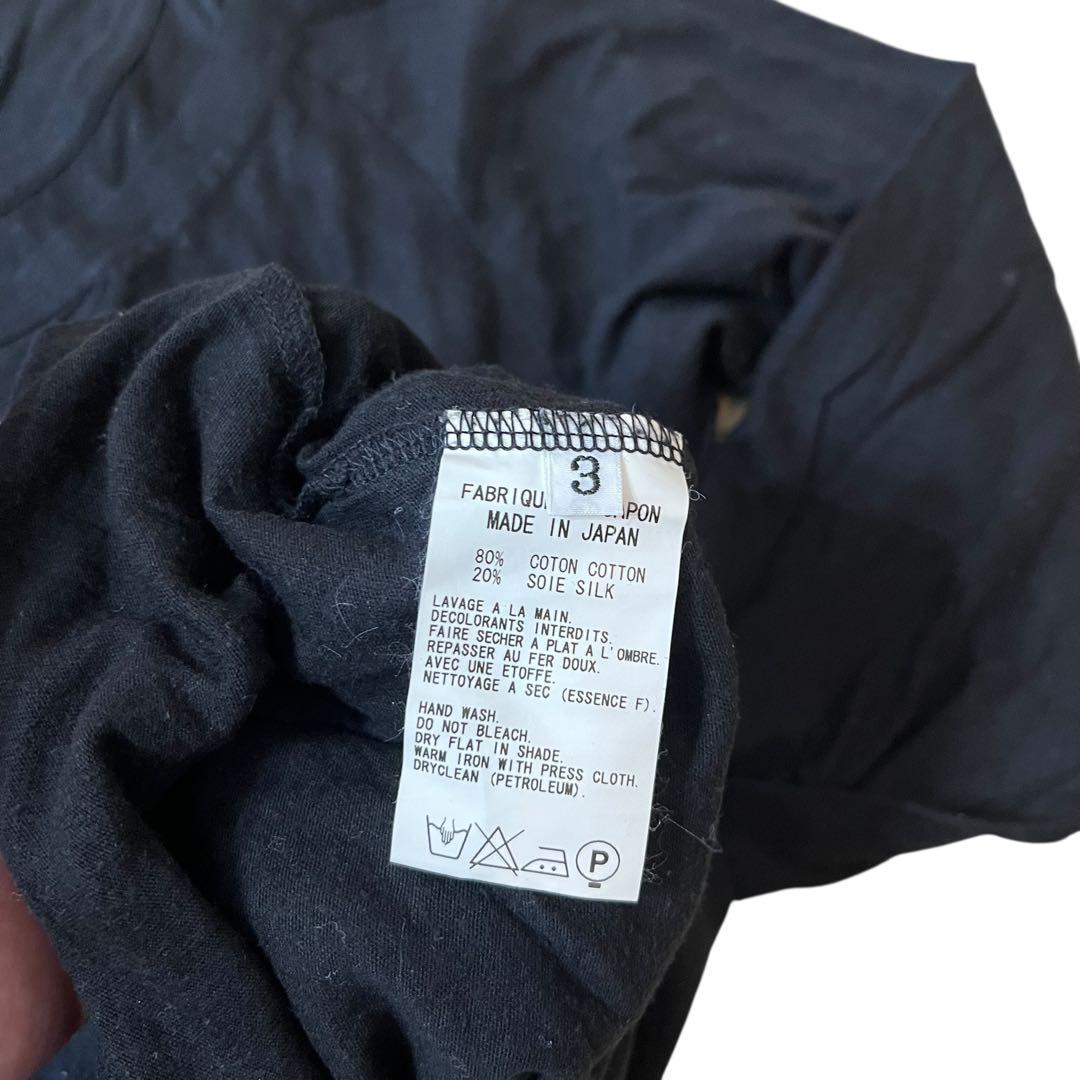 3
FABRIQU
MADE IN JAPAN
80% COTON COTTON
20% SOIE SILK
LAVAGE A LA MAIN.
DECOLORANTS INTERDITS.
FAIRE SECHER A PLAT A L'OMBRE.
REPASSER AU FER DOUX.
AVEC UNE ETOFFE.
NETTOYAGE A SEC (ESSENCE F).
HAND WASH.
DO NOT BLEACH.
DRY FLAT IN SHADE.
WARM IRON WITH PRESS CLOTH.
DRYCLEAN (PETROLEUM).
P